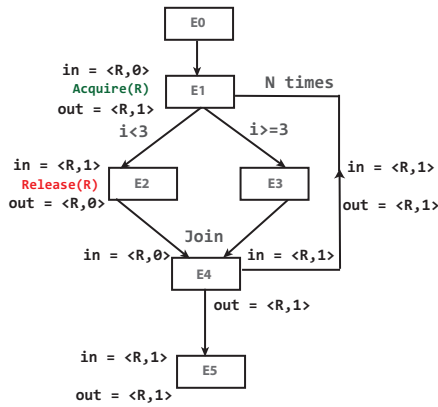 E0
in = <R,0>
Acquire(R)
out = <R,1>
E1
N times
i<3
i>=3
in = <R,1>
Release(R)
out = <R,0>
E2
E3
in = <R,1>
out = <R,1>
Join
in = <R,0>
in = <R,1>
E4
out = <R,1>
in = <R,1>
out = <R,1>
E5